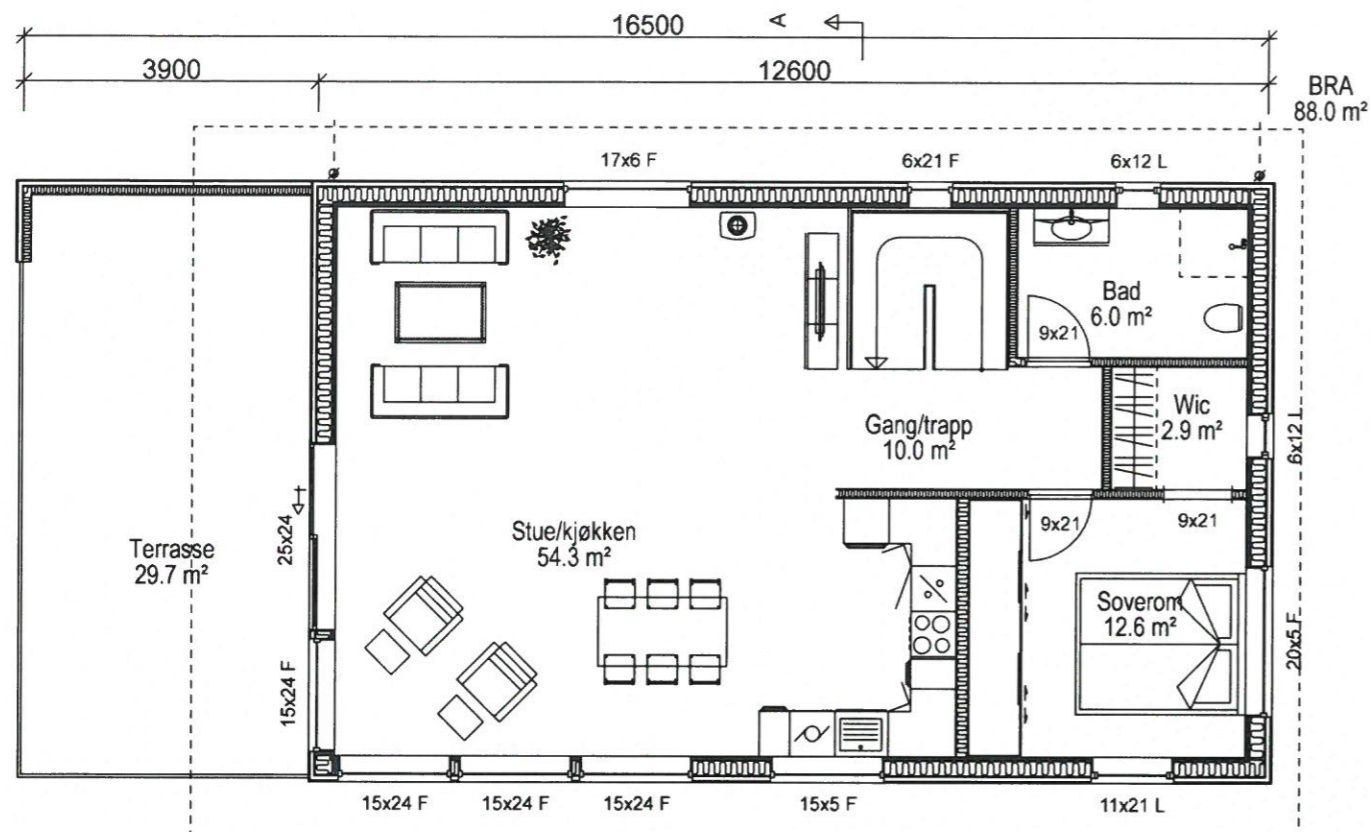 16500
A
3900
12600
BRA
88.0 m²
17x6 F
6x21 F
6x12 L
Bad
6.0 m²
9x21
Gang/trapp
10.0 m²
Wic
2.9 m²
6x12 L
Terrasse
29.7 m²
25x24
Stue/kjøkken
54.3 m²
9x21
9x21
Soverom
12.6 m²
20x5 F
15x24 F
15x24 F
15x24 F
15x24 F
15x5 F
11x21 L